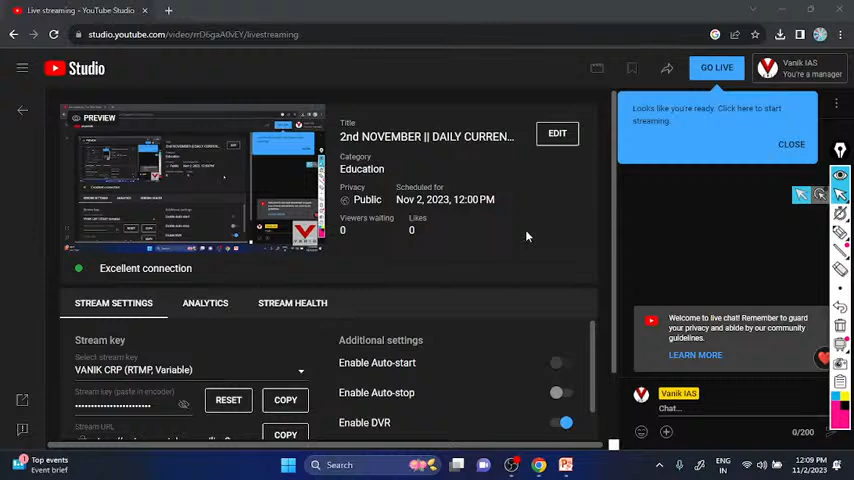 Live streaming - YouTube Studio
studio.youtube.com/video/rrD6gaA0vEY/livestreaming
Studio
GO LIVE
Vanik IAS
You're a manager
Looks like you're ready. Click here to start
streaming.
CLOSE
PREVIEW
Title
2nd NOVEMBER || DAILY CURREN...
EDIT
Category
Education
Privacy
Public
Scheduled for
Nov 2, 2023, 12:00 PM
Viewers waiting
0
Likes
0
Excellent connection
STREAM SETTINGS
ANALYTICS
STREAM HEALTH
Stream key
Select stream key
VANIK CRP (RTMP, Variable)
Stream key (paste in encoder)
RESET
COPY
Stream URL
COPY
Additional settings
Enable Auto-start
Enable Auto-stop
Enable DVR
Welcome to live chat! Remember to guard
your privacy and abide by our community
guidelines.
LEARN MORE
Vanik IAS
Chat...
0/200
Top events
Event brief
Search
ENG
IN
12:09 PM
11/2/2023